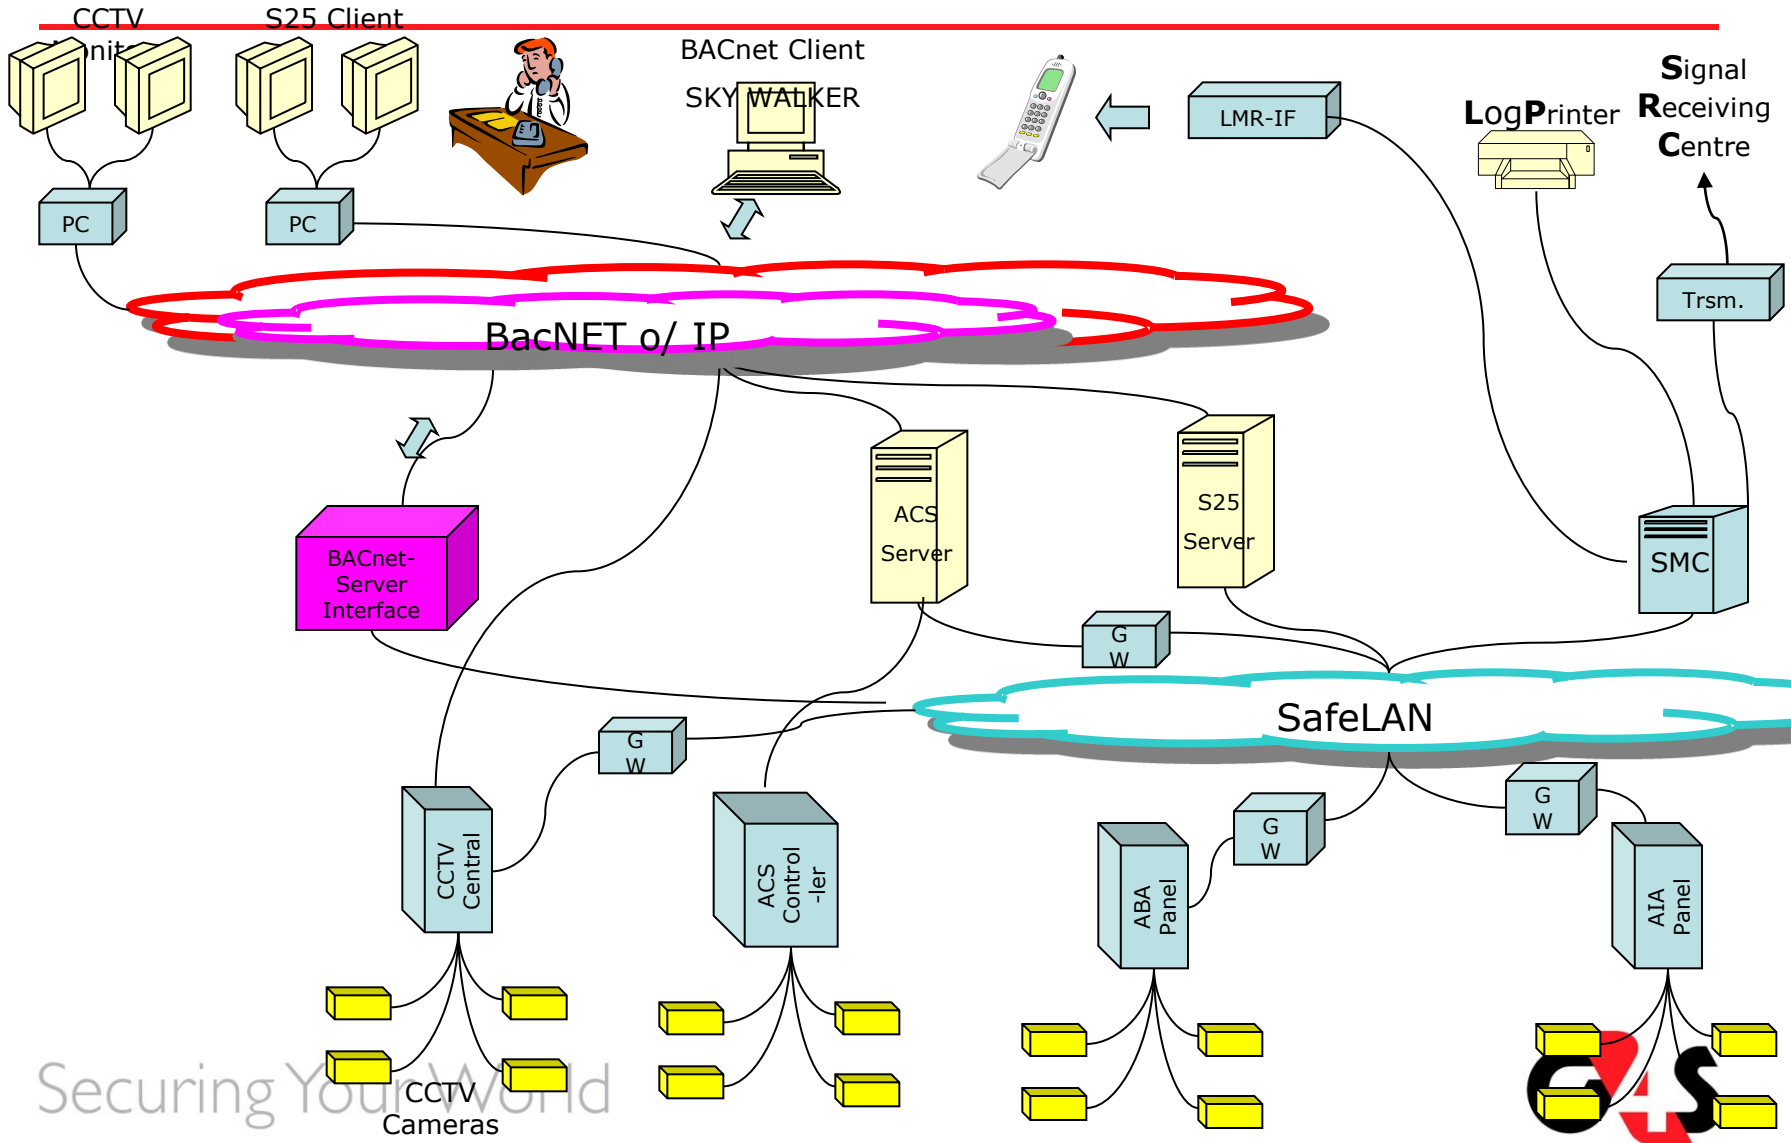 CCTV
Monitor
S25 Client
BACnet Client
SKY WALKER
LMR-IF
LogPrinter
Signal
Receiving
Centre
PC
PC
Trsm.
BacNET o/ IP
BACnet-
Server
Interface
ACS
Server
S25
Server
SMC
G
W
SafeLAN
G
W
G
W
G
W
CCTV
Central
ACS
Control
-ler
ABA
Panel
AIA
Panel
Securing Your World
CCTV
Cameras
G4S